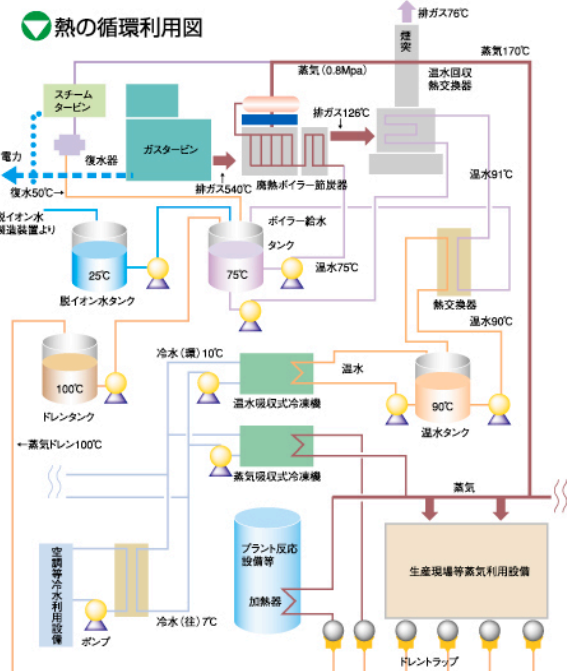 熱の循環利用図
排ガス76℃
煙突
蒸気170℃
蒸気(0.8Mpa)
温水回収
熱交換器
スチーム
タービン
排ガス126℃
ガスタービン
電力
復水器
温水91℃
復水50℃→
排ガス540℃
廃熱ボイラー節炭器
脱イオン水
製造装置より
ボイラー給水
タンク
25℃
75℃
温水75℃
脱イオン水タンク
熱交換器
温水90℃
冷水(環)10℃
温水
100℃
90℃
温水吸収式冷凍機
ドレンタンク
温水タンク
←蒸気ドレン100℃
蒸気吸収式冷凍機
蒸気
プラント反応
設備等
空調等冷水利用設備
生産現場等蒸気利用設備
加熱器
冷水(往)7℃
ポンプ
ドレントラップ